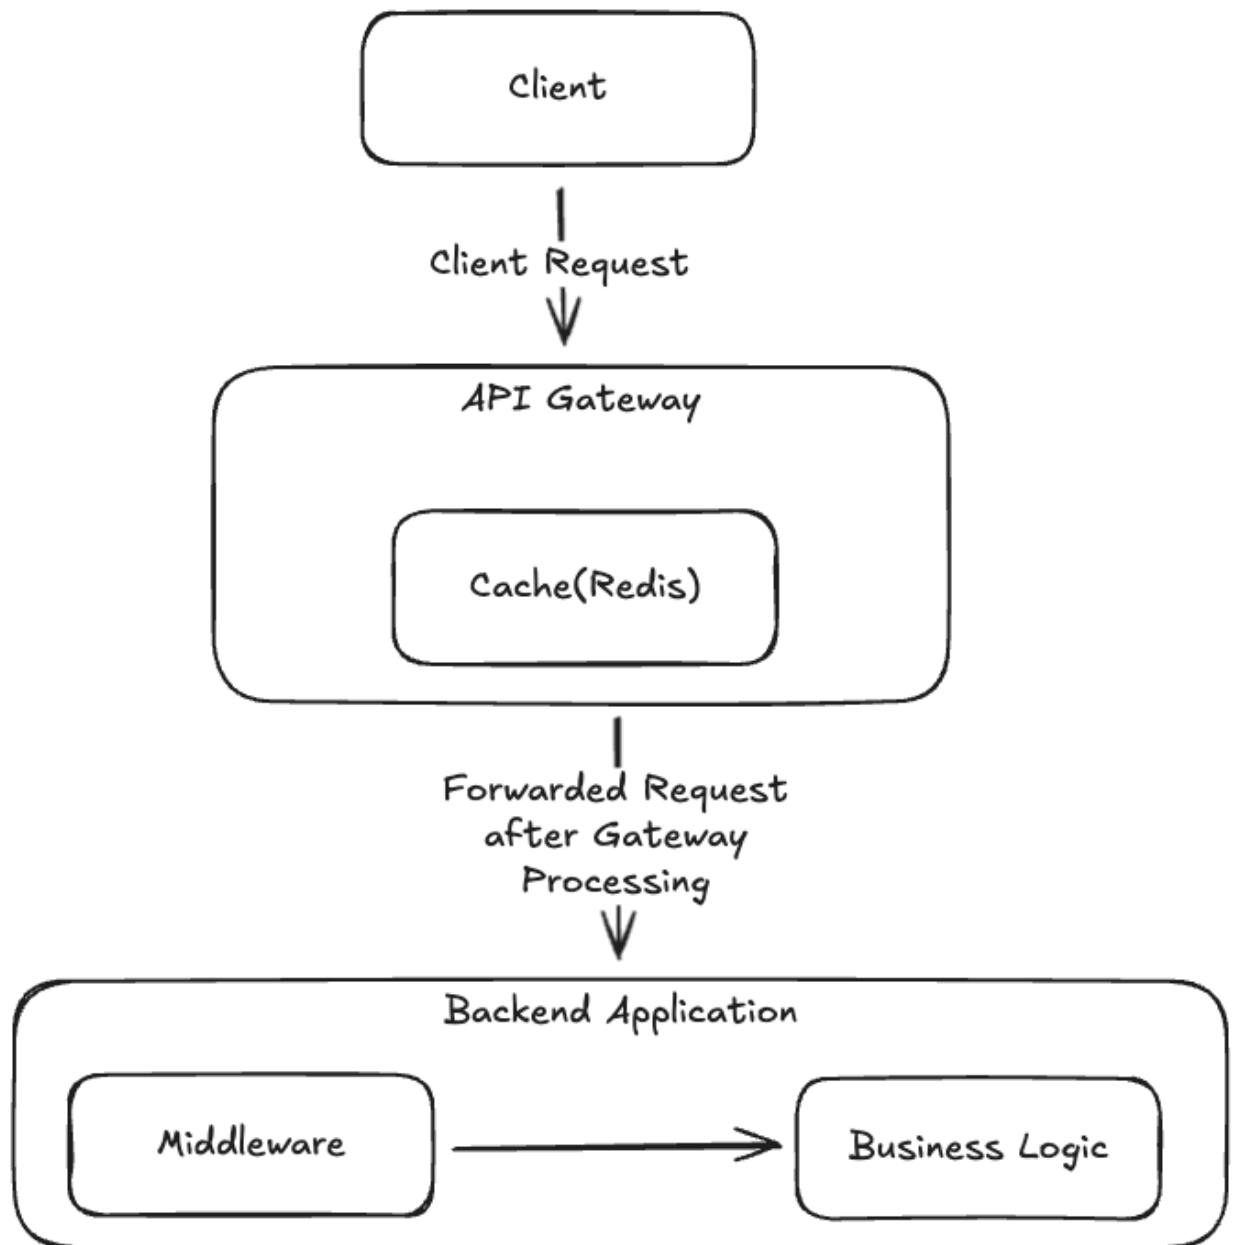 Client
Client Request
API Gateway
Cache(Redis)
Forwarded Request
after Gateway
Processing
Backend Application
Middleware
Business Logic